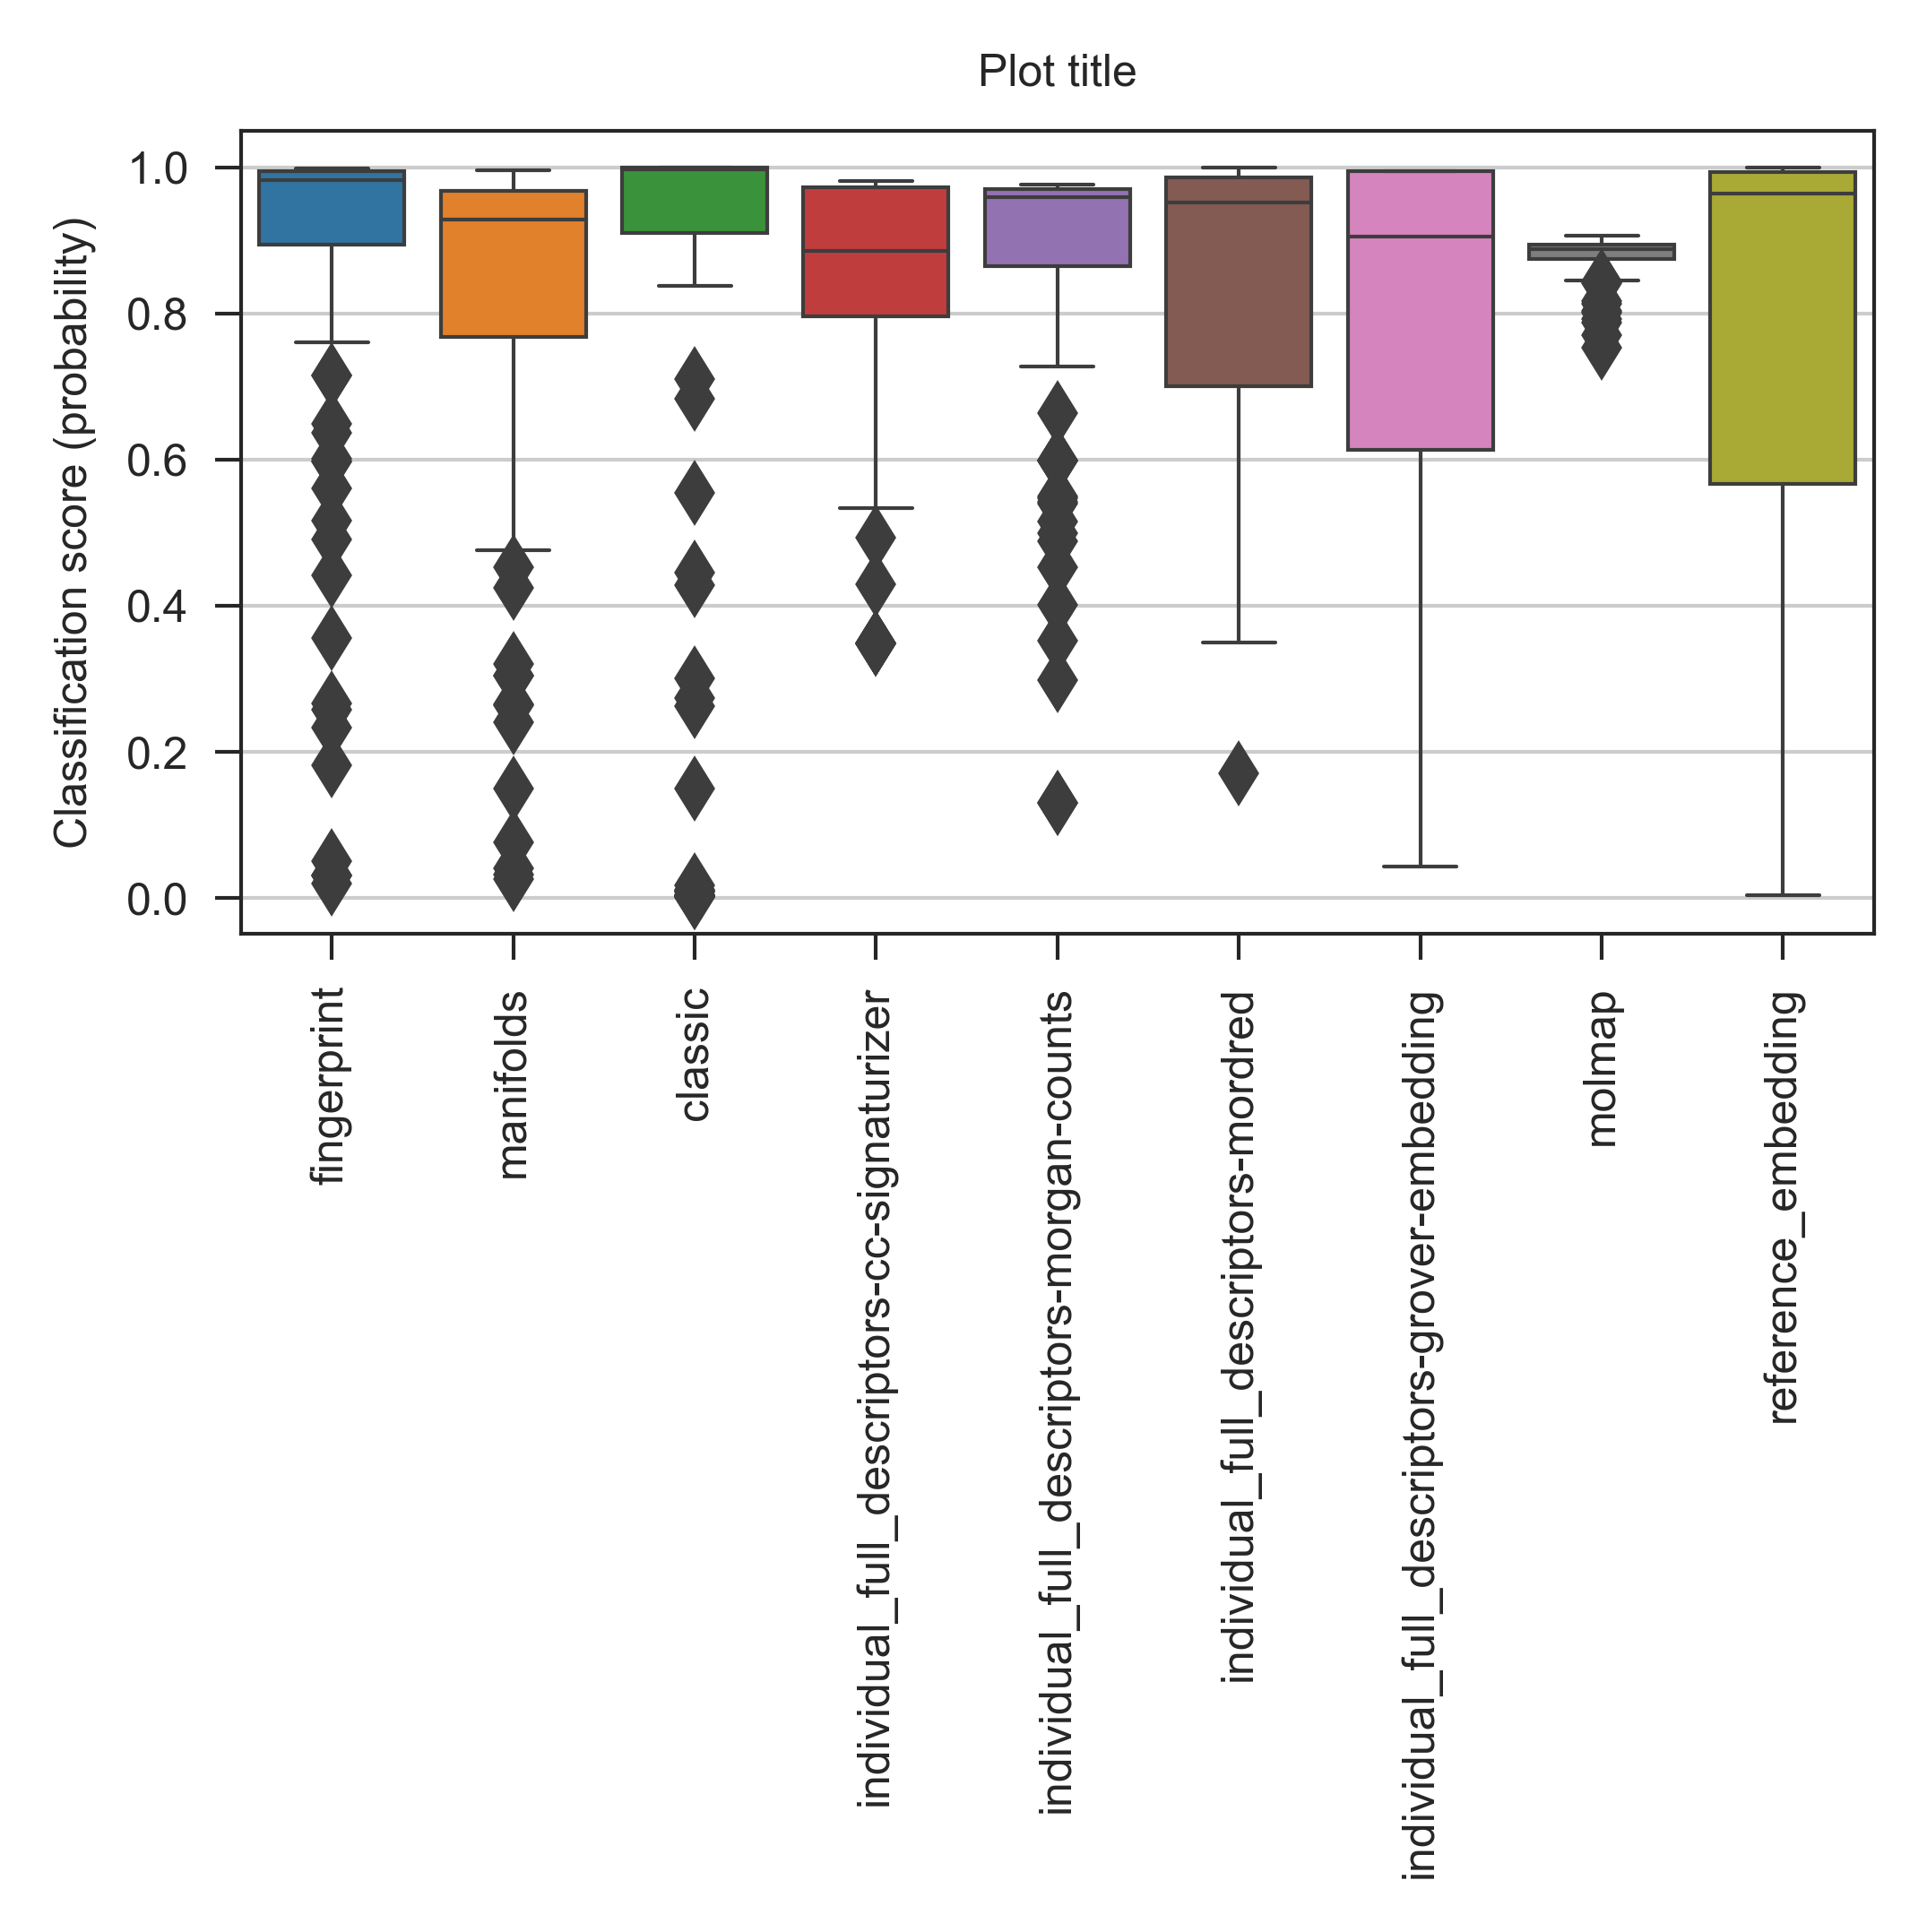 Plot title
Classification score (probability)
1.0
0.8
0.6
0.4
0.2
0.0
fingerprint
manifolds
classic
individual_full_descriptors-cc-signaturizer
individual_full_descriptors-morgan-counts
individual_full_descriptors-mordred
individual_full_descriptors-grover-embedding
molmap
reference_embedding